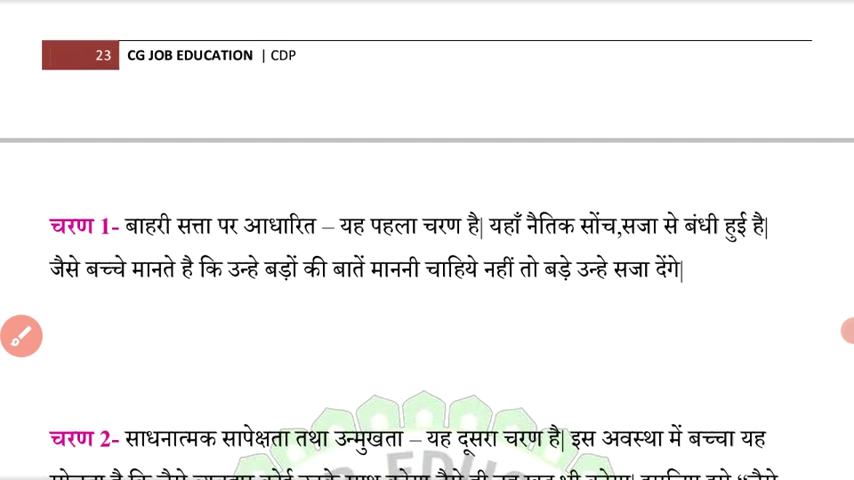 23 CG JOB EDUCATION | CDP
चरण 1- बाहरी सत्ता पर आधारित – यह पहला चरण है| यहाँ नैतिक सोंच,सजा से बंधी हुई है|
जैसे बच्चे मानते है कि उन्हे बड़ों की बातें माननी चाहिये नहीं तो बड़े उन्हे सजा देंगे|
चरण 2- साधनात्मक सापेक्षता तथा उन्मुखता – यह दूसरा चरण है| इस अवस्था में बच्चा यह